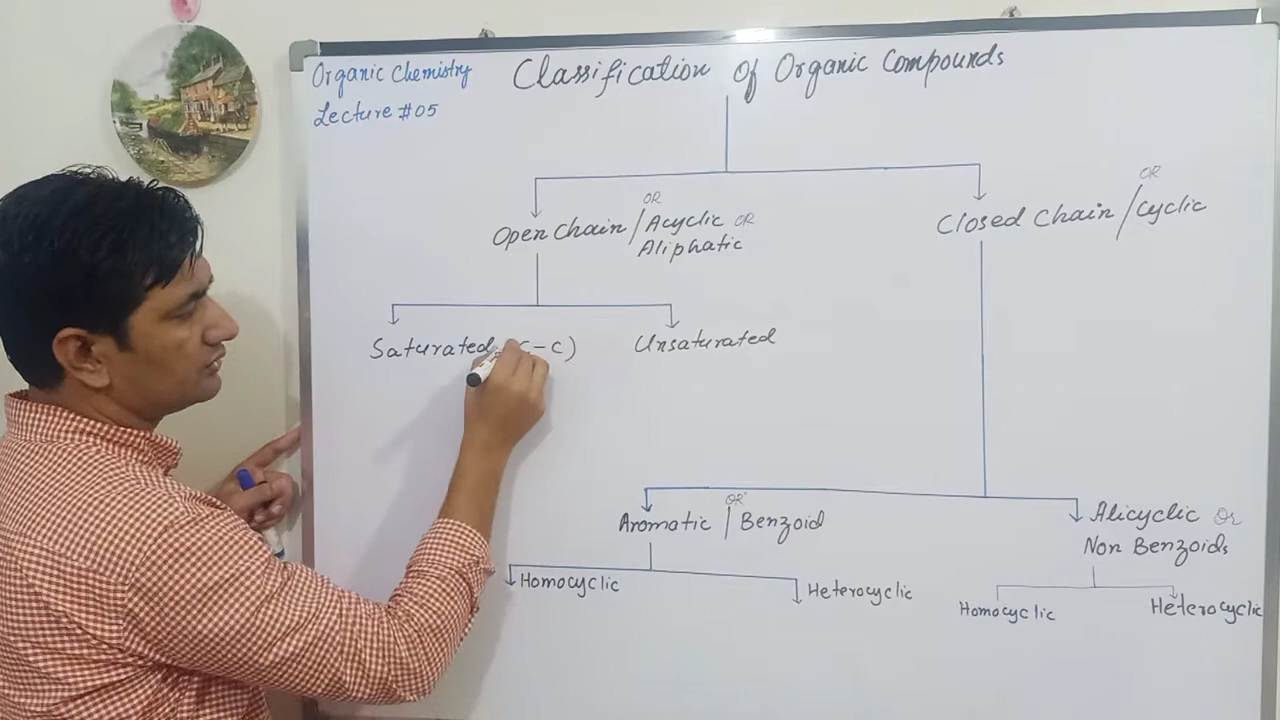 Organic Chemistry
Lecture #05
Classification of Organic Compounds
OR
Open Chain / Acyclic OR
Aliphatic
OR
Closed Chain / Cyclic
Saturated (C-C)
Unsaturated
OR
Aromatic / Benzoid
Alicyclic Or
Non Benzoids
Homocyclic
Heterocyclic
Homocyclic
Heterocyclic